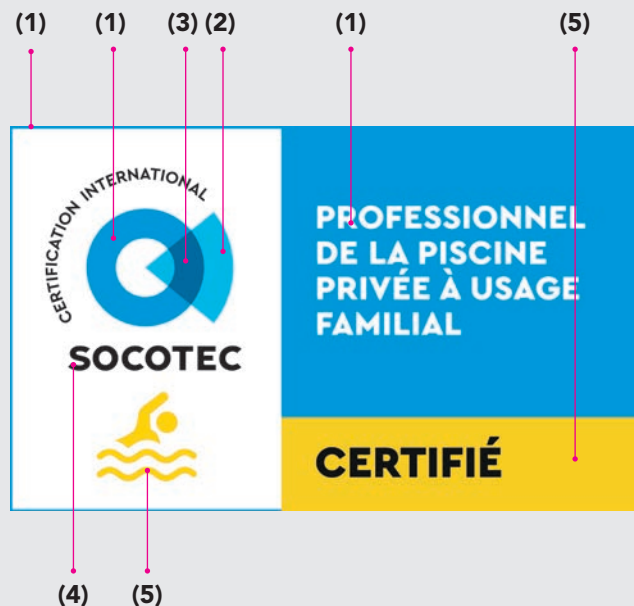 (1) (1) (3) (2) (1) (5)
CERTIFICATION INTERNATIONAL
SOCOTEC
PROFESSIONNEL
DE LA PISCINE
PRIVÉE À USAGE
FAMILIAL
CERTIFIÉ
(4) (5)